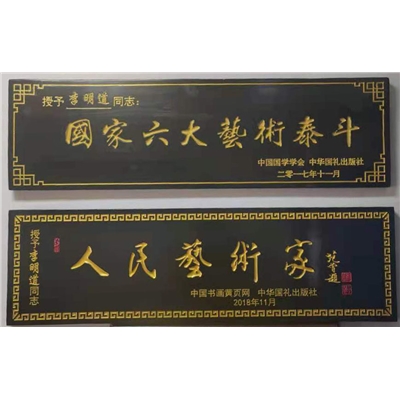 授予 李明道 同志：
國家六大藝術泰斗
中国国学学会 中华国礼出版社
二零一七年十一月
授予李明道同志
人民藝術家
中国书画黄页网 中华国礼出版社
2018年11月